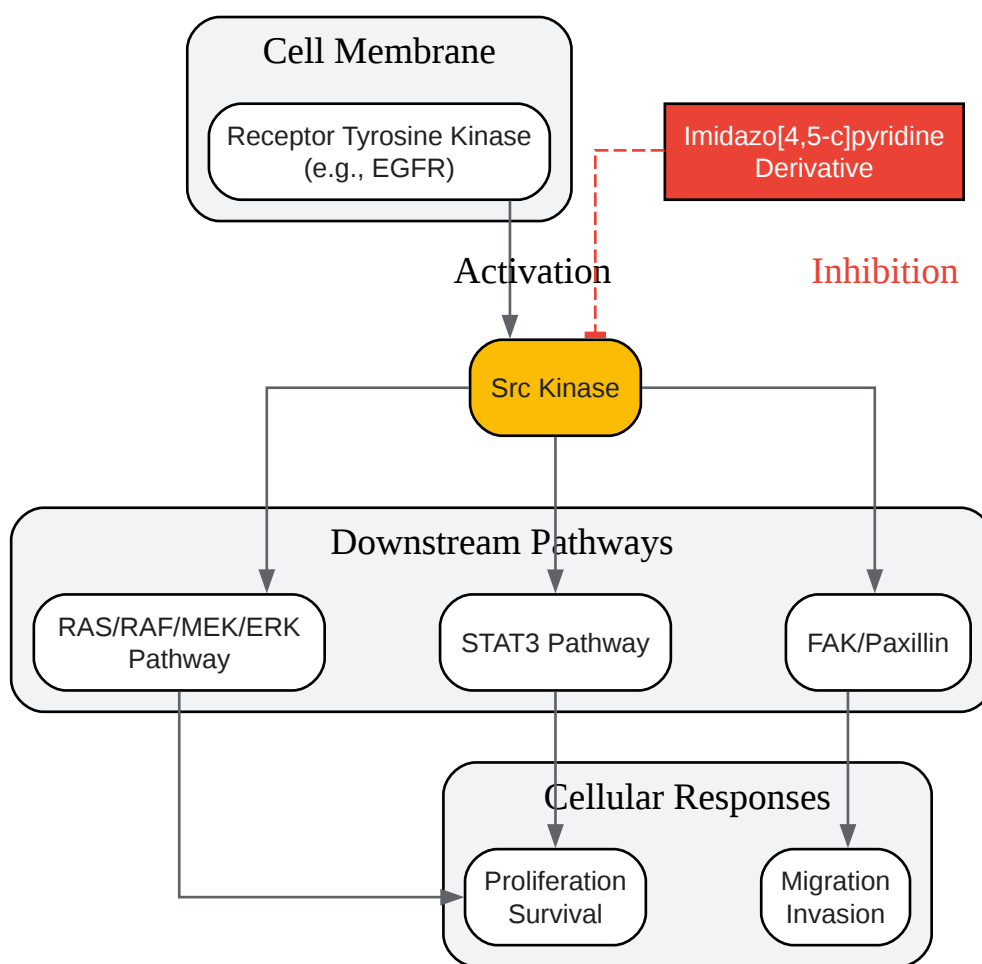 Cell Membrane
Receptor Tyrosine Kinase
(e.g., EGFR)
Imidazo[4,5-c]pyridine
Derivative
Activation
Inhibition
Src Kinase
Downstream Pathways
RAS/RAF/MEK/ERK
Pathway
STAT3 Pathway
FAK/Paxillin
Cellular Responses
Proliferation
Survival
Migration
Invasion